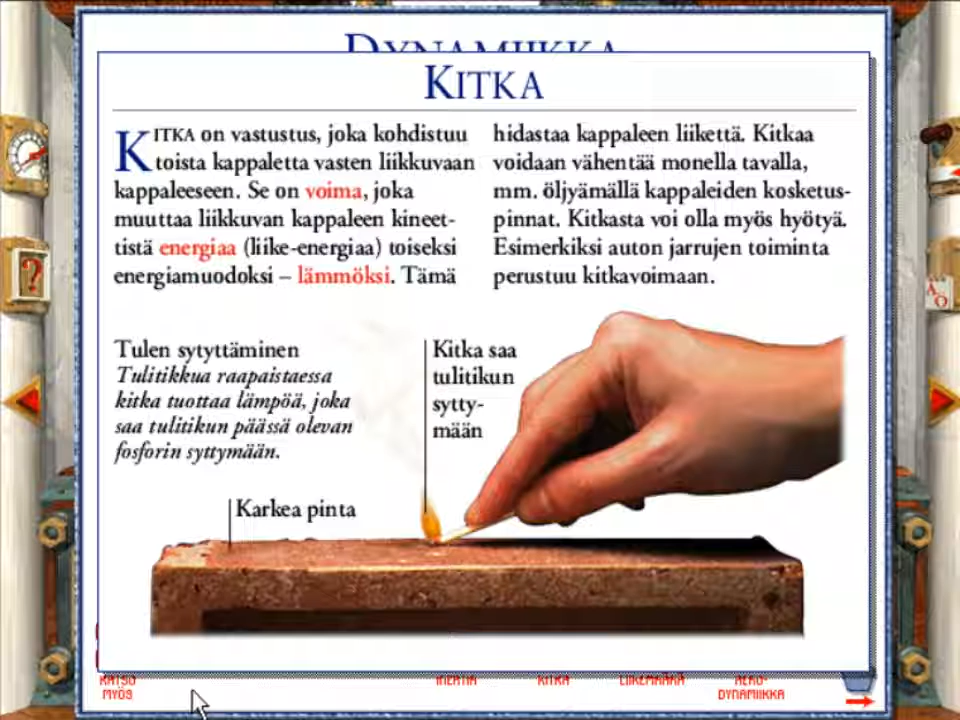 DYNAMIIKKA
KITKA
KITKA on vastustus, joka kohdistuu
toista kappaletta vasten liikkuvaan
kappaleeseen. Se on voima, joka
muuttaa liikkuvan kappaleen kineet-
tistä energiaa (liike-energiaa) toiseksi
energiamuodoksi – lämmöksi. Tämä
hidastaa kappaleen liikettä. Kitkaa
voidaan vähentää monella tavalla,
mm. öljyämällä kappaleiden kosketus-
pinnat. Kitkasta voi olla myös hyötyä.
Esimerkiksi auton jarrujen toiminta
perustuu kitkavoimaan.
Tulen sytyttäminen
Tulitikkua raapaistaessa
kitka tuottaa lämpöä, joka
saa tulitikun päässä olevan
fosforin syttymään.
Kitka saa
tulitikun
sytty-
mään
Karkea pinta
KATSO
MYÖS
INERTIA
KITKA
LIIKEMÄÄRÄ
AERO-
DYNAMIIKKA
?
A
O